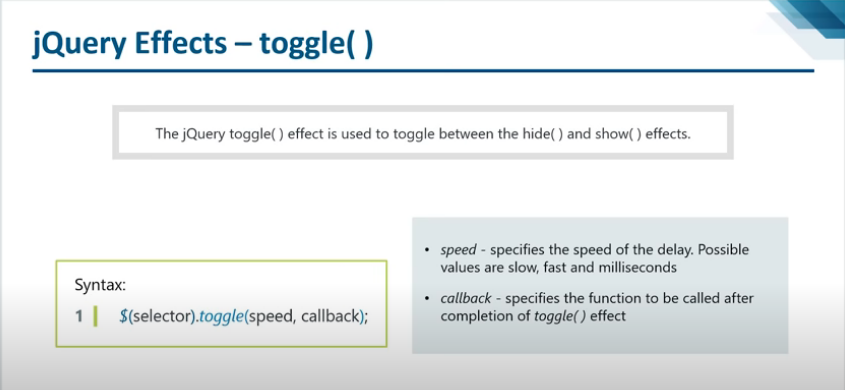 jQuery Effects – toggle( )
The jQuery toggle( ) effect is used to toggle between the hide( ) and show( ) effects.
Syntax:
1 $(selector).toggle(speed, callback);
• speed - specifies the speed of the delay. Possible
values are slow, fast and milliseconds
• callback - specifies the function to be called after
completion of toggle( ) effect